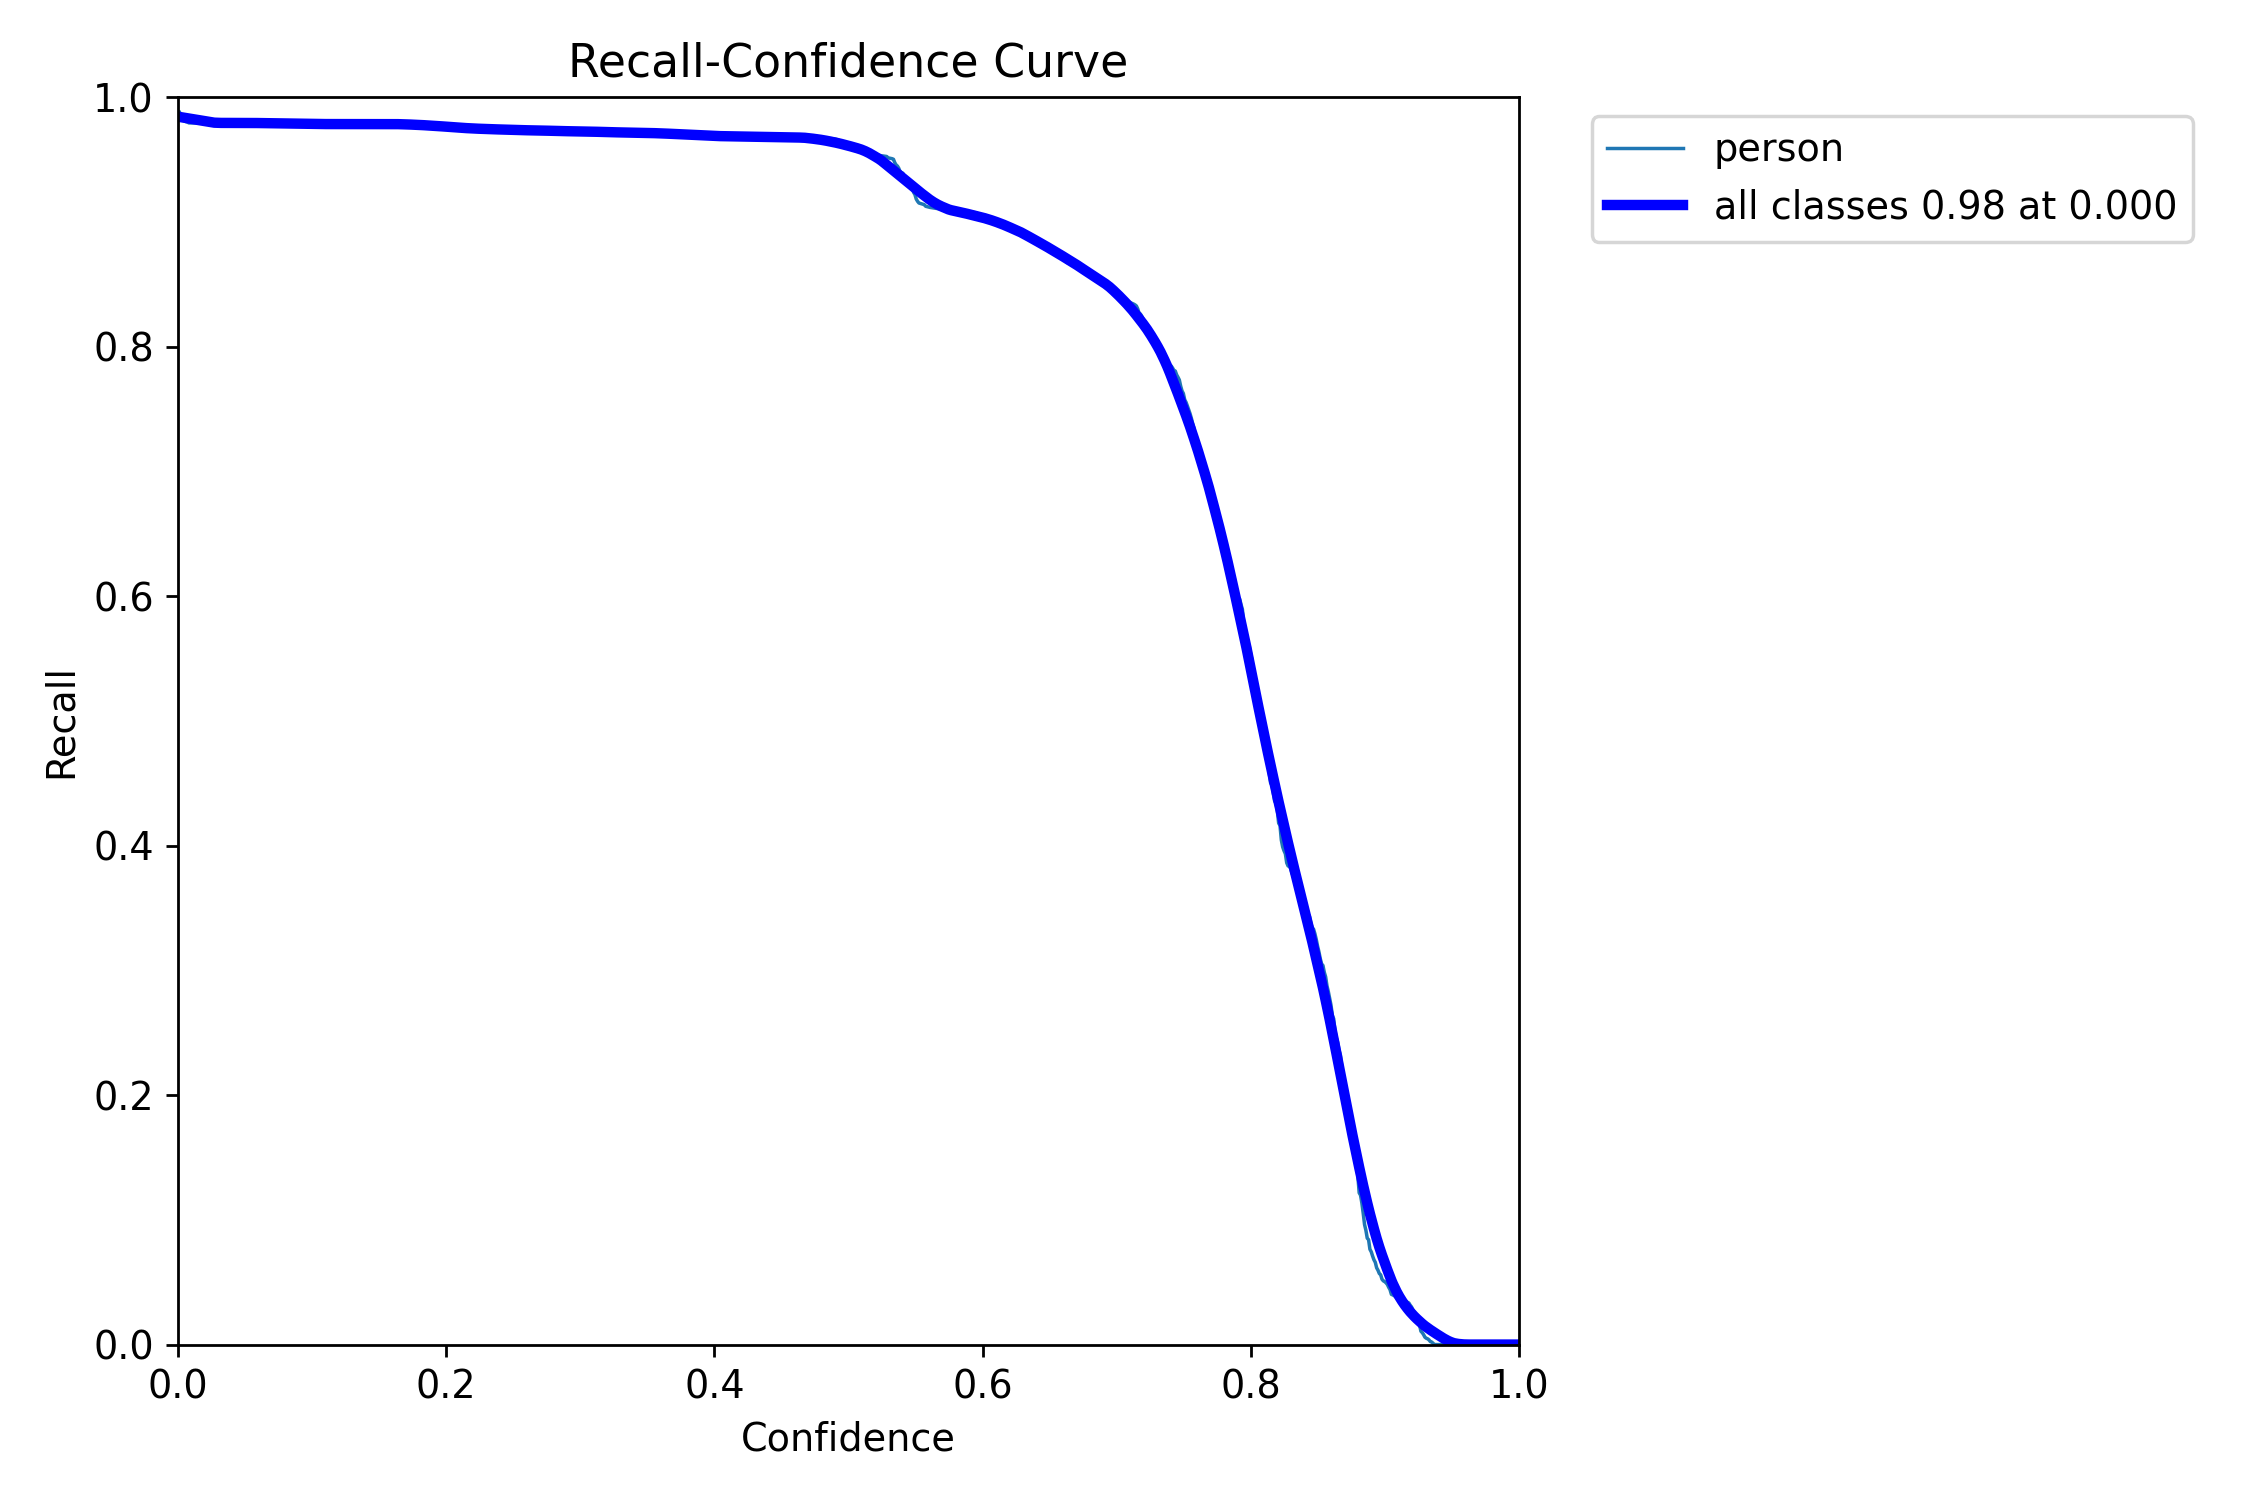 Recall-Confidence Curve
1.0
0.8
0.6
0.4
0.2
0.0
Recall
0.0 0.2 0.4 0.6 0.8 1.0
Confidence
person
all classes 0.98 at 0.000